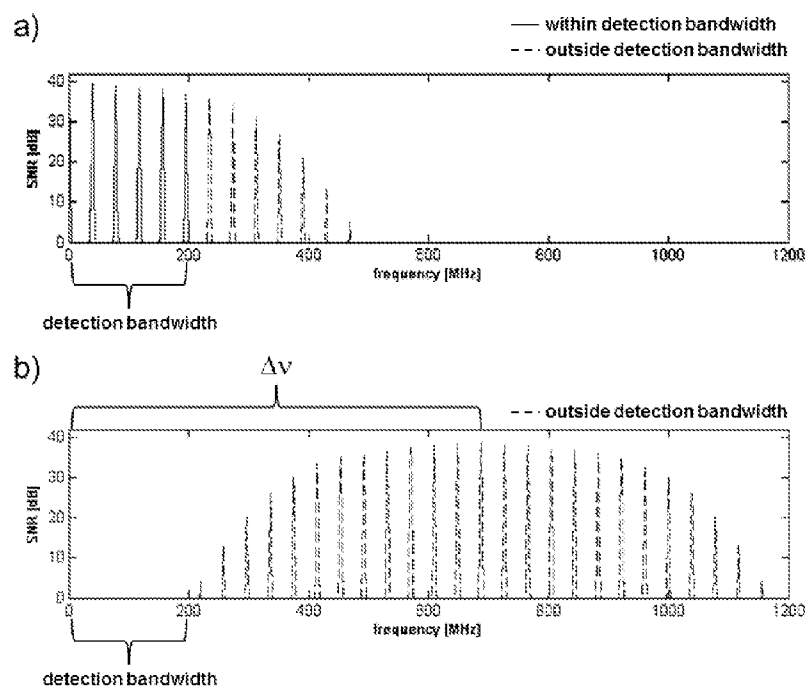 a)
within detection bandwidth
outside detection bandwidth
SNR [dB]
40
30
20
10
0
0 200 400 600 800 1000 1200
frequency [MHz]
detection bandwidth
b)
Δν
outside detection bandwidth
SNR [dB]
40
30
20
10
0
0 200 400 600 800 1000 1200
frequency [MHz]
detection bandwidth